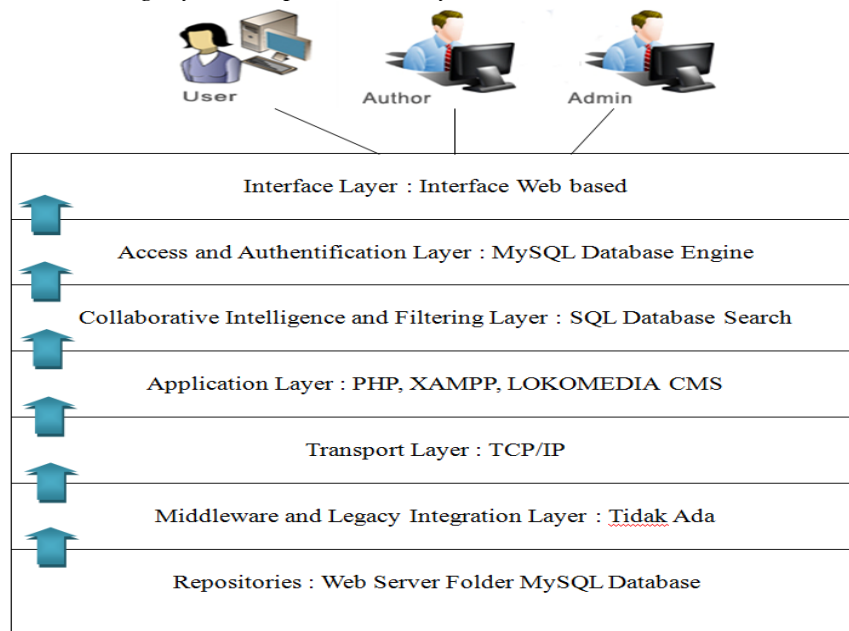 User
Author
Admin
Interface Layer : Interface Web based
Access and Authentification Layer : MySQL Database Engine
Collaborative Intelligence and Filtering Layer : SQL Database Search
Application Layer : PHP, XAMPP, LOKOMEDIA CMS
Transport Layer : TCP/IP
Middleware and Legacy Integration Layer : Tidak Ada
Repositories : Web Server Folder MySQL Database